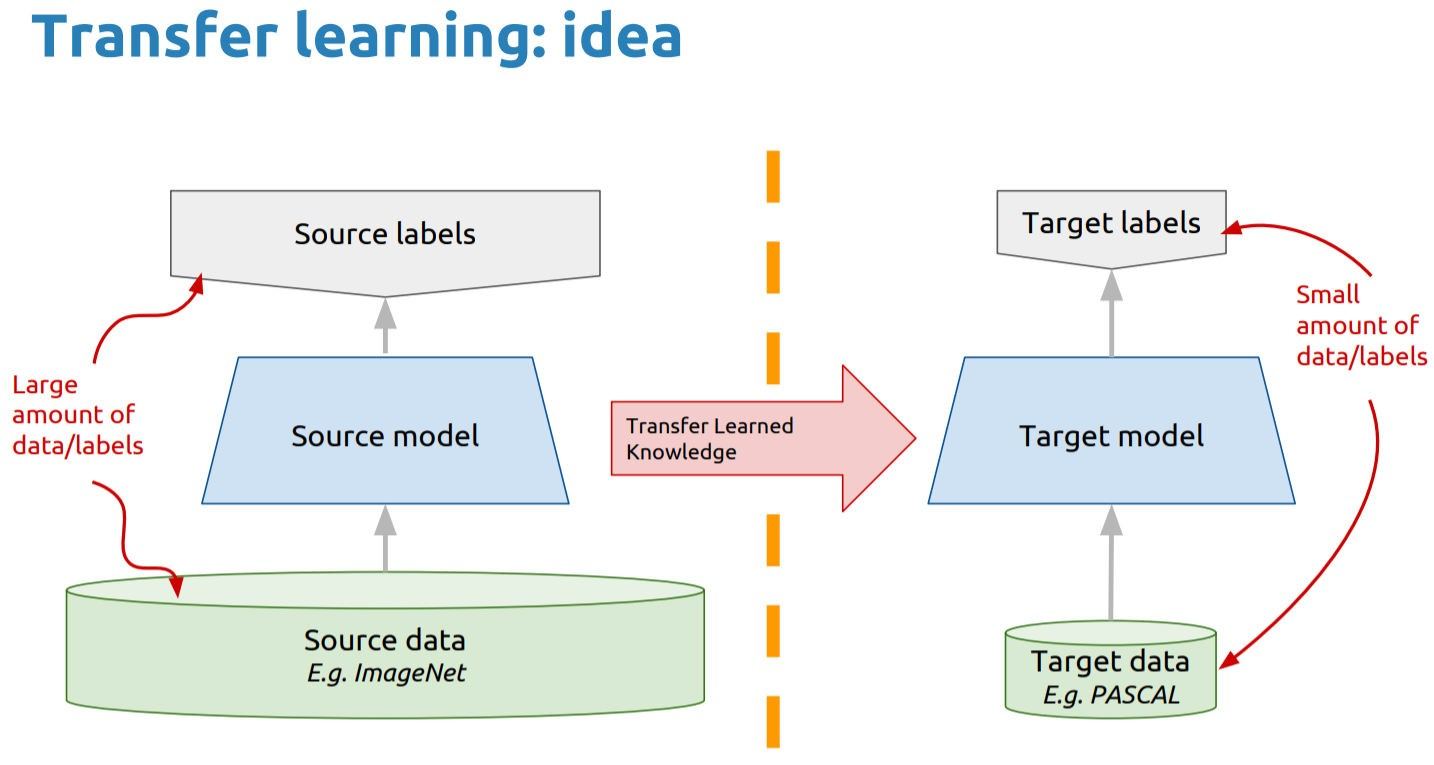 Transfer learning: idea
Source labels
Large
amount of
data/labels
Source model
Source data
E.g. ImageNet
Transfer Learned
Knowledge
Target labels
Small
amount of
data/labels
Target model
Target data
E.g. PASCAL